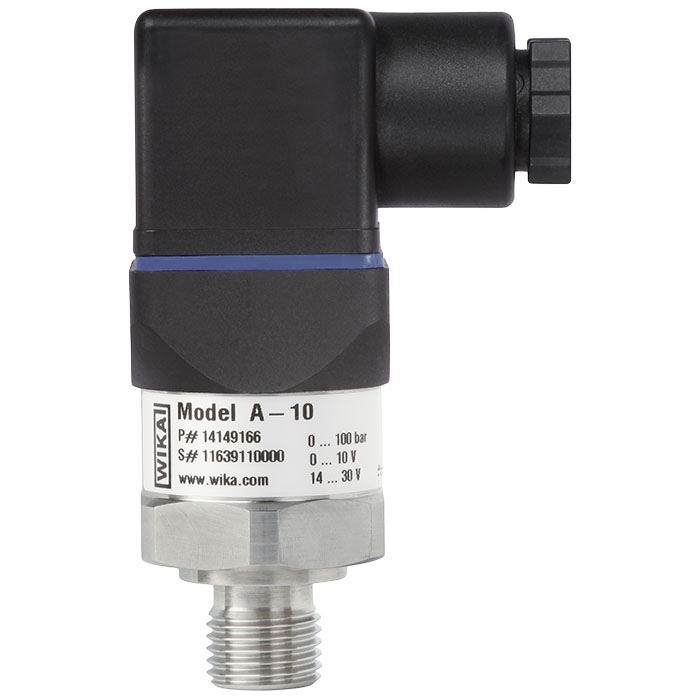 WIKA
Model A – 10
P# 14149166 0 ... 100 bar
S# 11639110000 0 ... 10 V
www.wika.com 14 ... 30 V